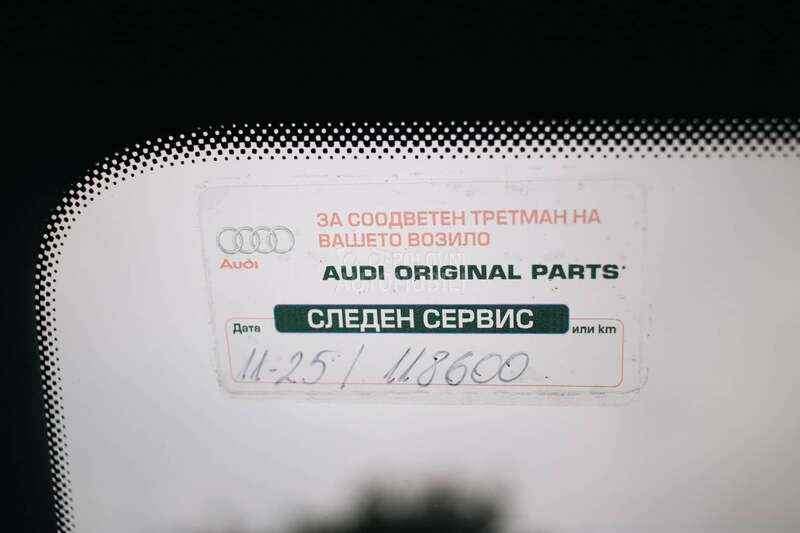 ЗА СООДВЕТЕН ТРЕТМАН НА
ВАШЕТО ВОЗИЛО
Audi
AUDI ORIGINAL PARTS
СЛЕДЕН СЕРВИС
Дата
или km
11-25 / 118600